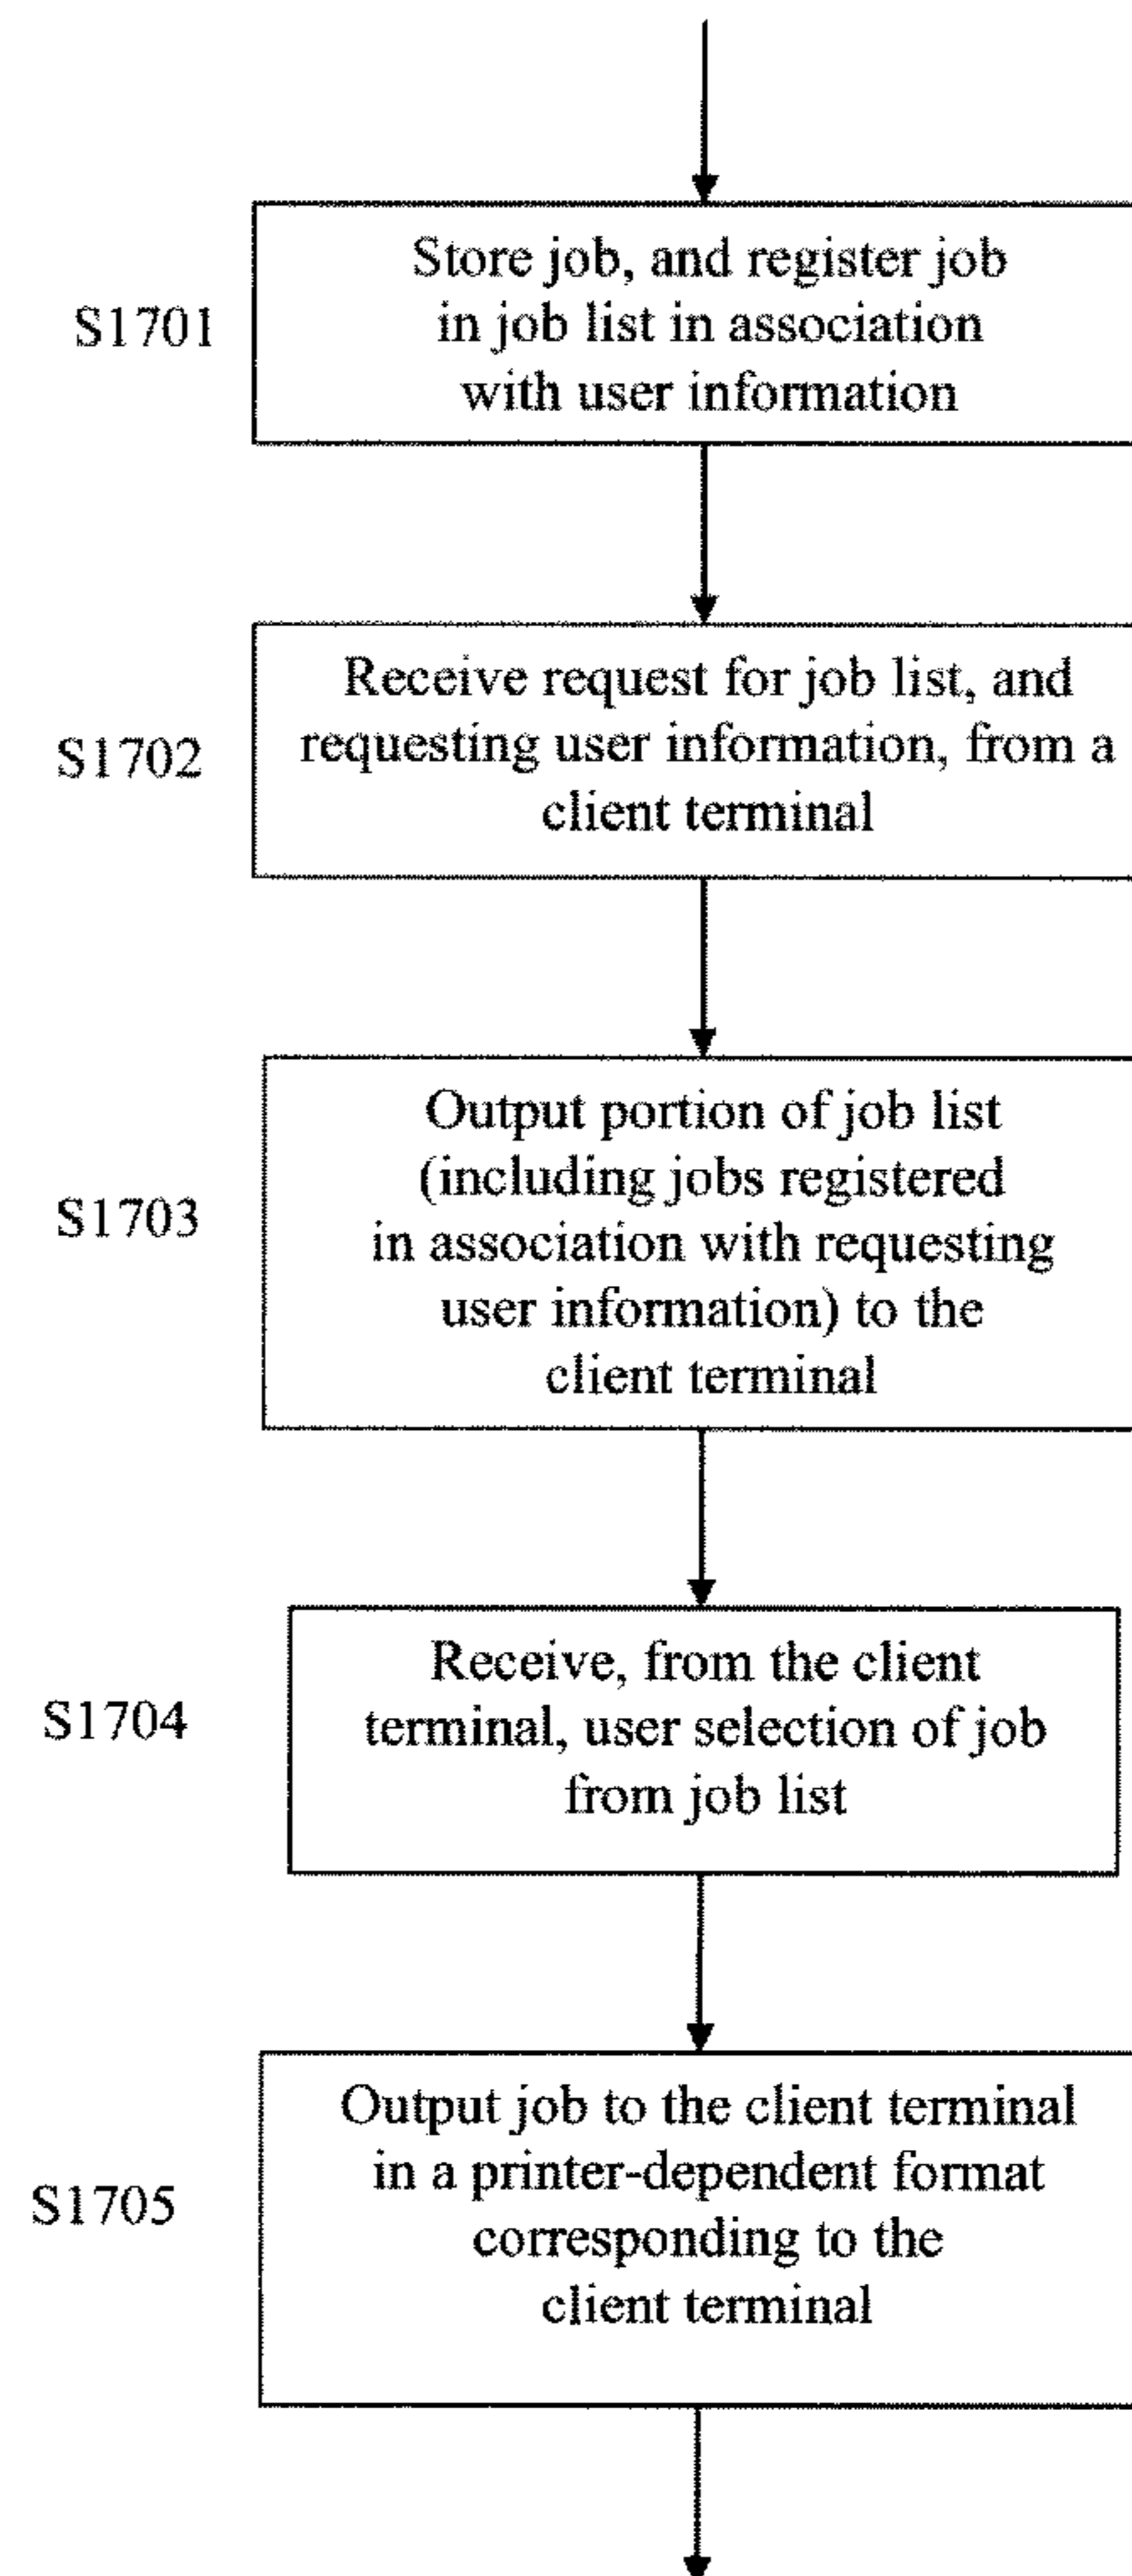 Store job, and register job
S1701
in job list in association
with user information
Receive request for job list, and
S1702
requesting user information, from a
client terminal
Output portion of job list
(including jobs registered
S1703
in association with requesting
user information) to the
client terminal
Receive, from the client
S1704
terminal, user selection of job
from job list
Output job to the client terminal
in a printer-dependent format
S1705
corresponding to the
client terminal